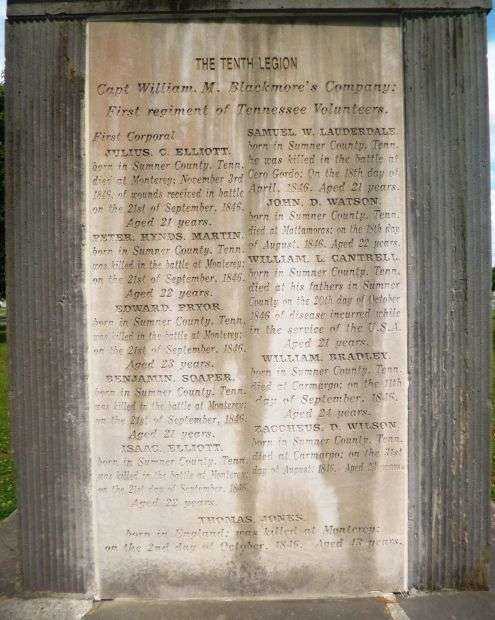 THE TENTH LEGION
Capt William. M. Blackmore's Company:
First regiment of Tennessee Volunteers.
First Corporal
JULIUS. C. ELLIOTT.
born in Sumner County. Tenn.
died at Monterey; November 3rd
1846, of wounds received in battle
on the 21st of September, 1846.
Aged 21 years.
PETER. HYNDS. MARTIN.
born in Sumner County. Tenn.
was killed in the battle at Monterey;
on the 21st of September, 1846.
Aged 22 years.
EDWARD. PRYOR.
born in Sumner County. Tenn.
was killed in the battle at Monterey;
on the 21st of September, 1846.
Aged 23 years.
BENJAMIN. SOAPER.
born in Sumner County. Tenn.
was killed in the battle at Monterey;
on the 21st of September, 1846.
Aged 21 years.
ISAAC. ELLIOTT.
born in Sumner County. Tenn.
was killed in the battle at Monterey;
on the 21st day of September, 1846.
Aged 22 years.
SAMUEL W. LAUDERDALE
born in Sumner County. Tenn.
he was killed in the battle at
Cero Gordo; On the 18th day of
April, 1846. Aged 21 years.
JOHN. D. WATSON.
born in Sumner County. Tenn.
died at Mattamoras; on the 15th day
of August, 1846. Aged 22 years.
WILLIAM. L. CANTRELL.
born in Sumner County. Tenn.
died at his fathers in Sumner
County on the 20th day of October
1846 of disease incurred while
in the service of the U.S.A.
Aged 21 years.
WILLIAM. BRADLEY.
born in Sumner County. Tenn.
died at Carmargo; on the 11th
day of September, 1846.
Aged 24 years.
ZACCHEUS. D. WILSON
born in Sumner County. Tenn.
died at Carmargo; on the 31st
day of August, 1846. Aged years
THOMAS. JONES.
born in England; was killed at Monterey;
on the 2nd day of October, 1846. Aged 43 years.